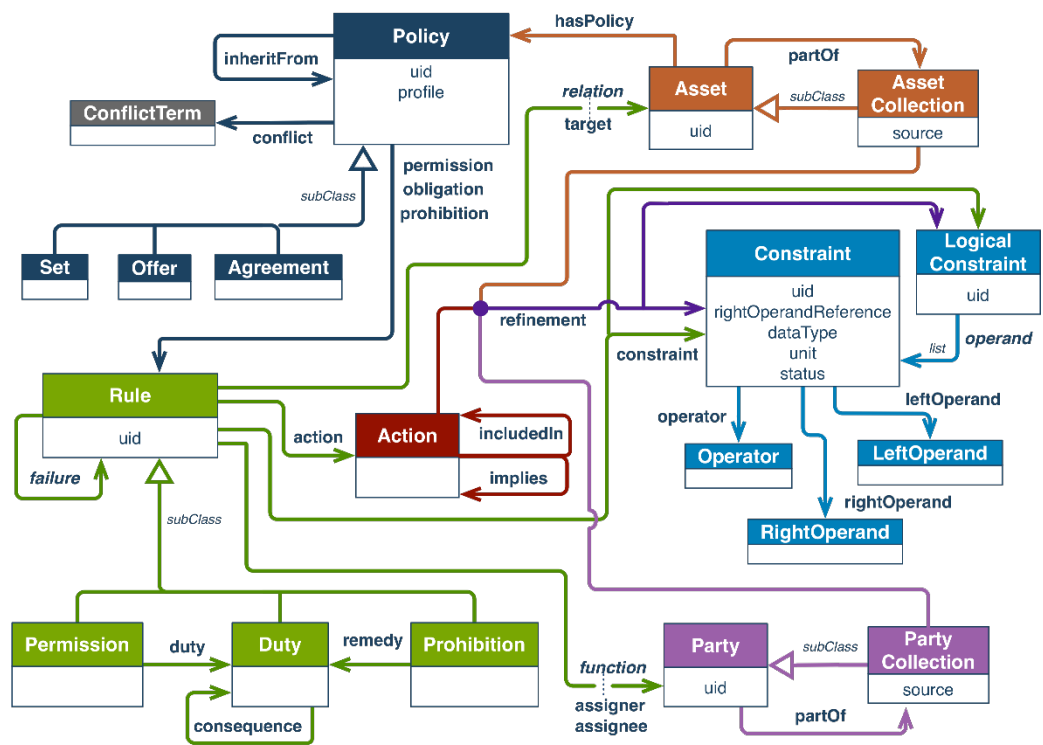 hasPolicy
Policy
inheritFrom
uid
profile
partOf
Asset
uid
relation
target
subClass
Asset
Collection
source
ConflictTerm
conflict
permission
obligation
prohibition
subClass
Set
Offer
Agreement
Constraint
uid
rightOperandReference
dataType
unit
status
Logical
Constraint
uid
refinement
constraint
list
operand
Rule
uid
failure
action
Action
includedIn
implies
operator
leftOperand
Operator
LeftOperand
rightOperand
RightOperand
subClass
Permission
duty
Duty
remedy
Prohibition
consequence
function
assigner
assignee
Party
uid
subClass
Party
Collection
source
partOf